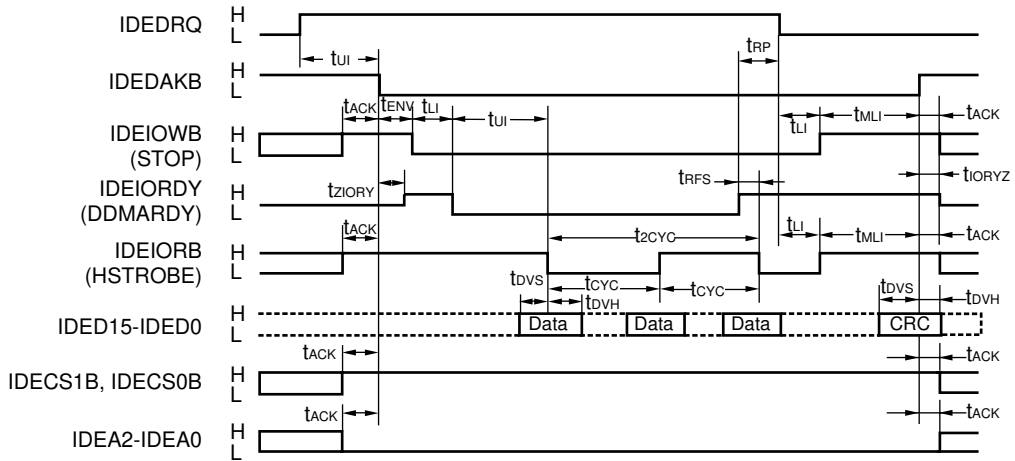 IDEDRQ H
L
tUI tRP
IDEDAKB H
L
tACK tENV tLI tUI tLI tMLI tACK
IDEIOWB H
(STOP) L
IDEIORDY H
(DDMARDY) L
tZIORY tRFS tIORYZ
tACK t2CYC tLI tMLI tACK
IDEIORB H
(HSTROBE) L
tDVS tCYC tCYC tDVS
tDVH tDVH
IDED15-IDED0 H
L
Data Data Data CRC
tACK tACK
IDECS1B, IDECS0B H
L
tACK tACK
IDEA2-IDEA0 H
L